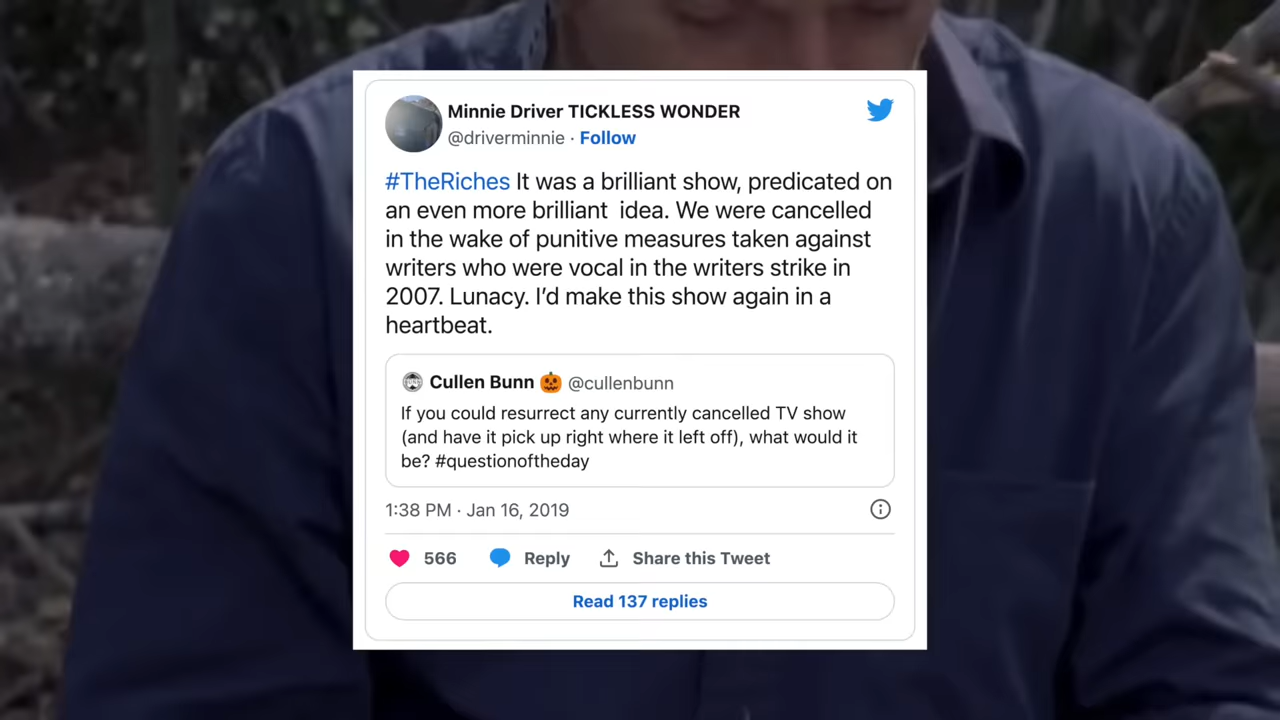 Minnie Driver TICKLESS WONDER
@driverminnie · Follow
#TheRiches It was a brilliant show, predicated on
an even more brilliant idea. We were cancelled
in the wake of punitive measures taken against
writers who were vocal in the writers strike in
2007. Lunacy. I'd make this show again in a
heartbeat.
Cullen Bunn 🎃 @cullenbunn
If you could resurrect any currently cancelled TV show
(and have it pick up right where it left off), what would it
be? #questionoftheday
1:38 PM · Jan 16, 2019
566 Reply Share this Tweet
Read 137 replies